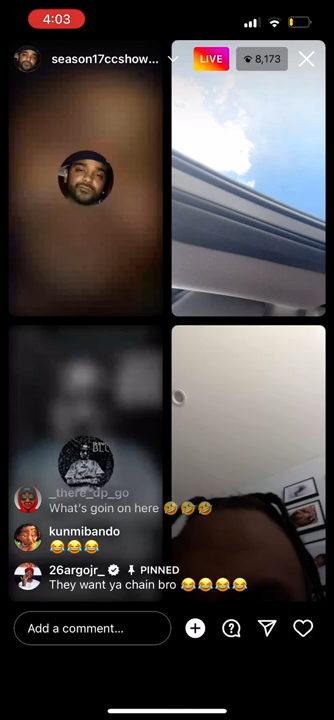 4:03
season17ccshow...
LIVE
8,173
BLU
_there_dp_go
What's goin on here 🤣🤣🤣
kunmibando
😂😂😂
26argojr_ PINNED
They want ya chain bro 😂😂😂😂
Add a comment...